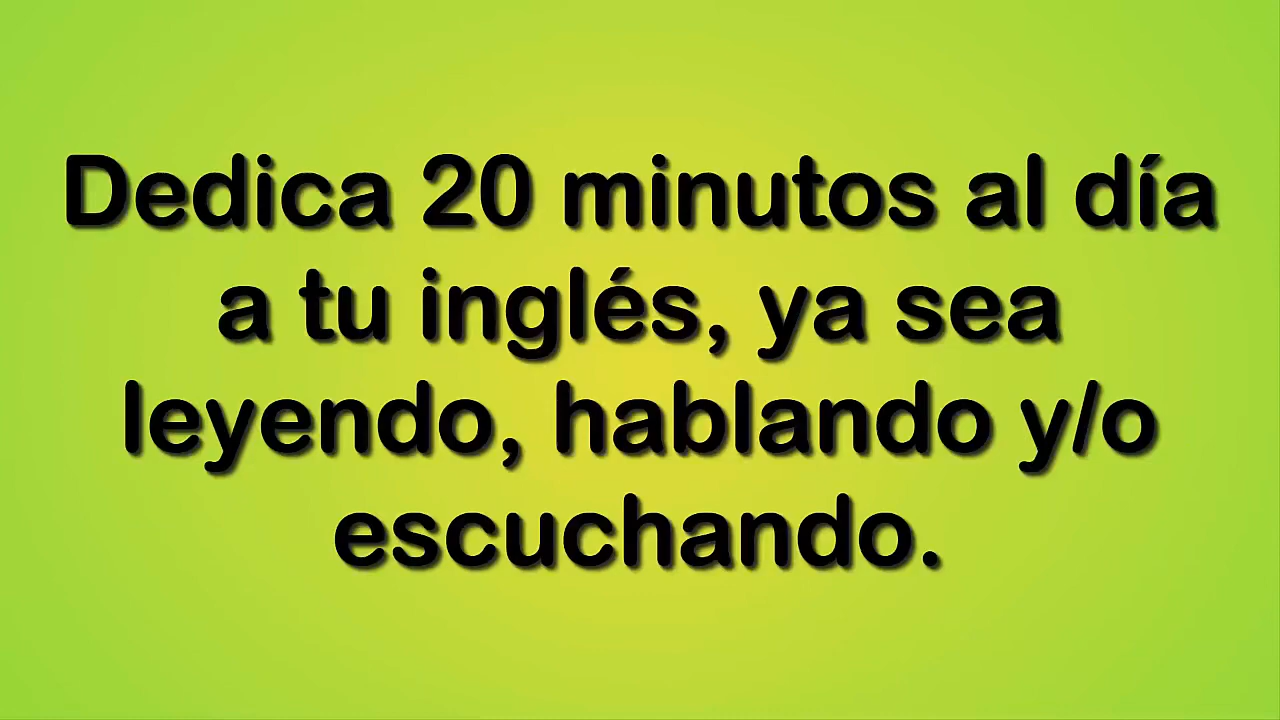 Dedica 20 minutos al día
a tu inglés, ya sea
leyendo, hablando y/o
escuchando.